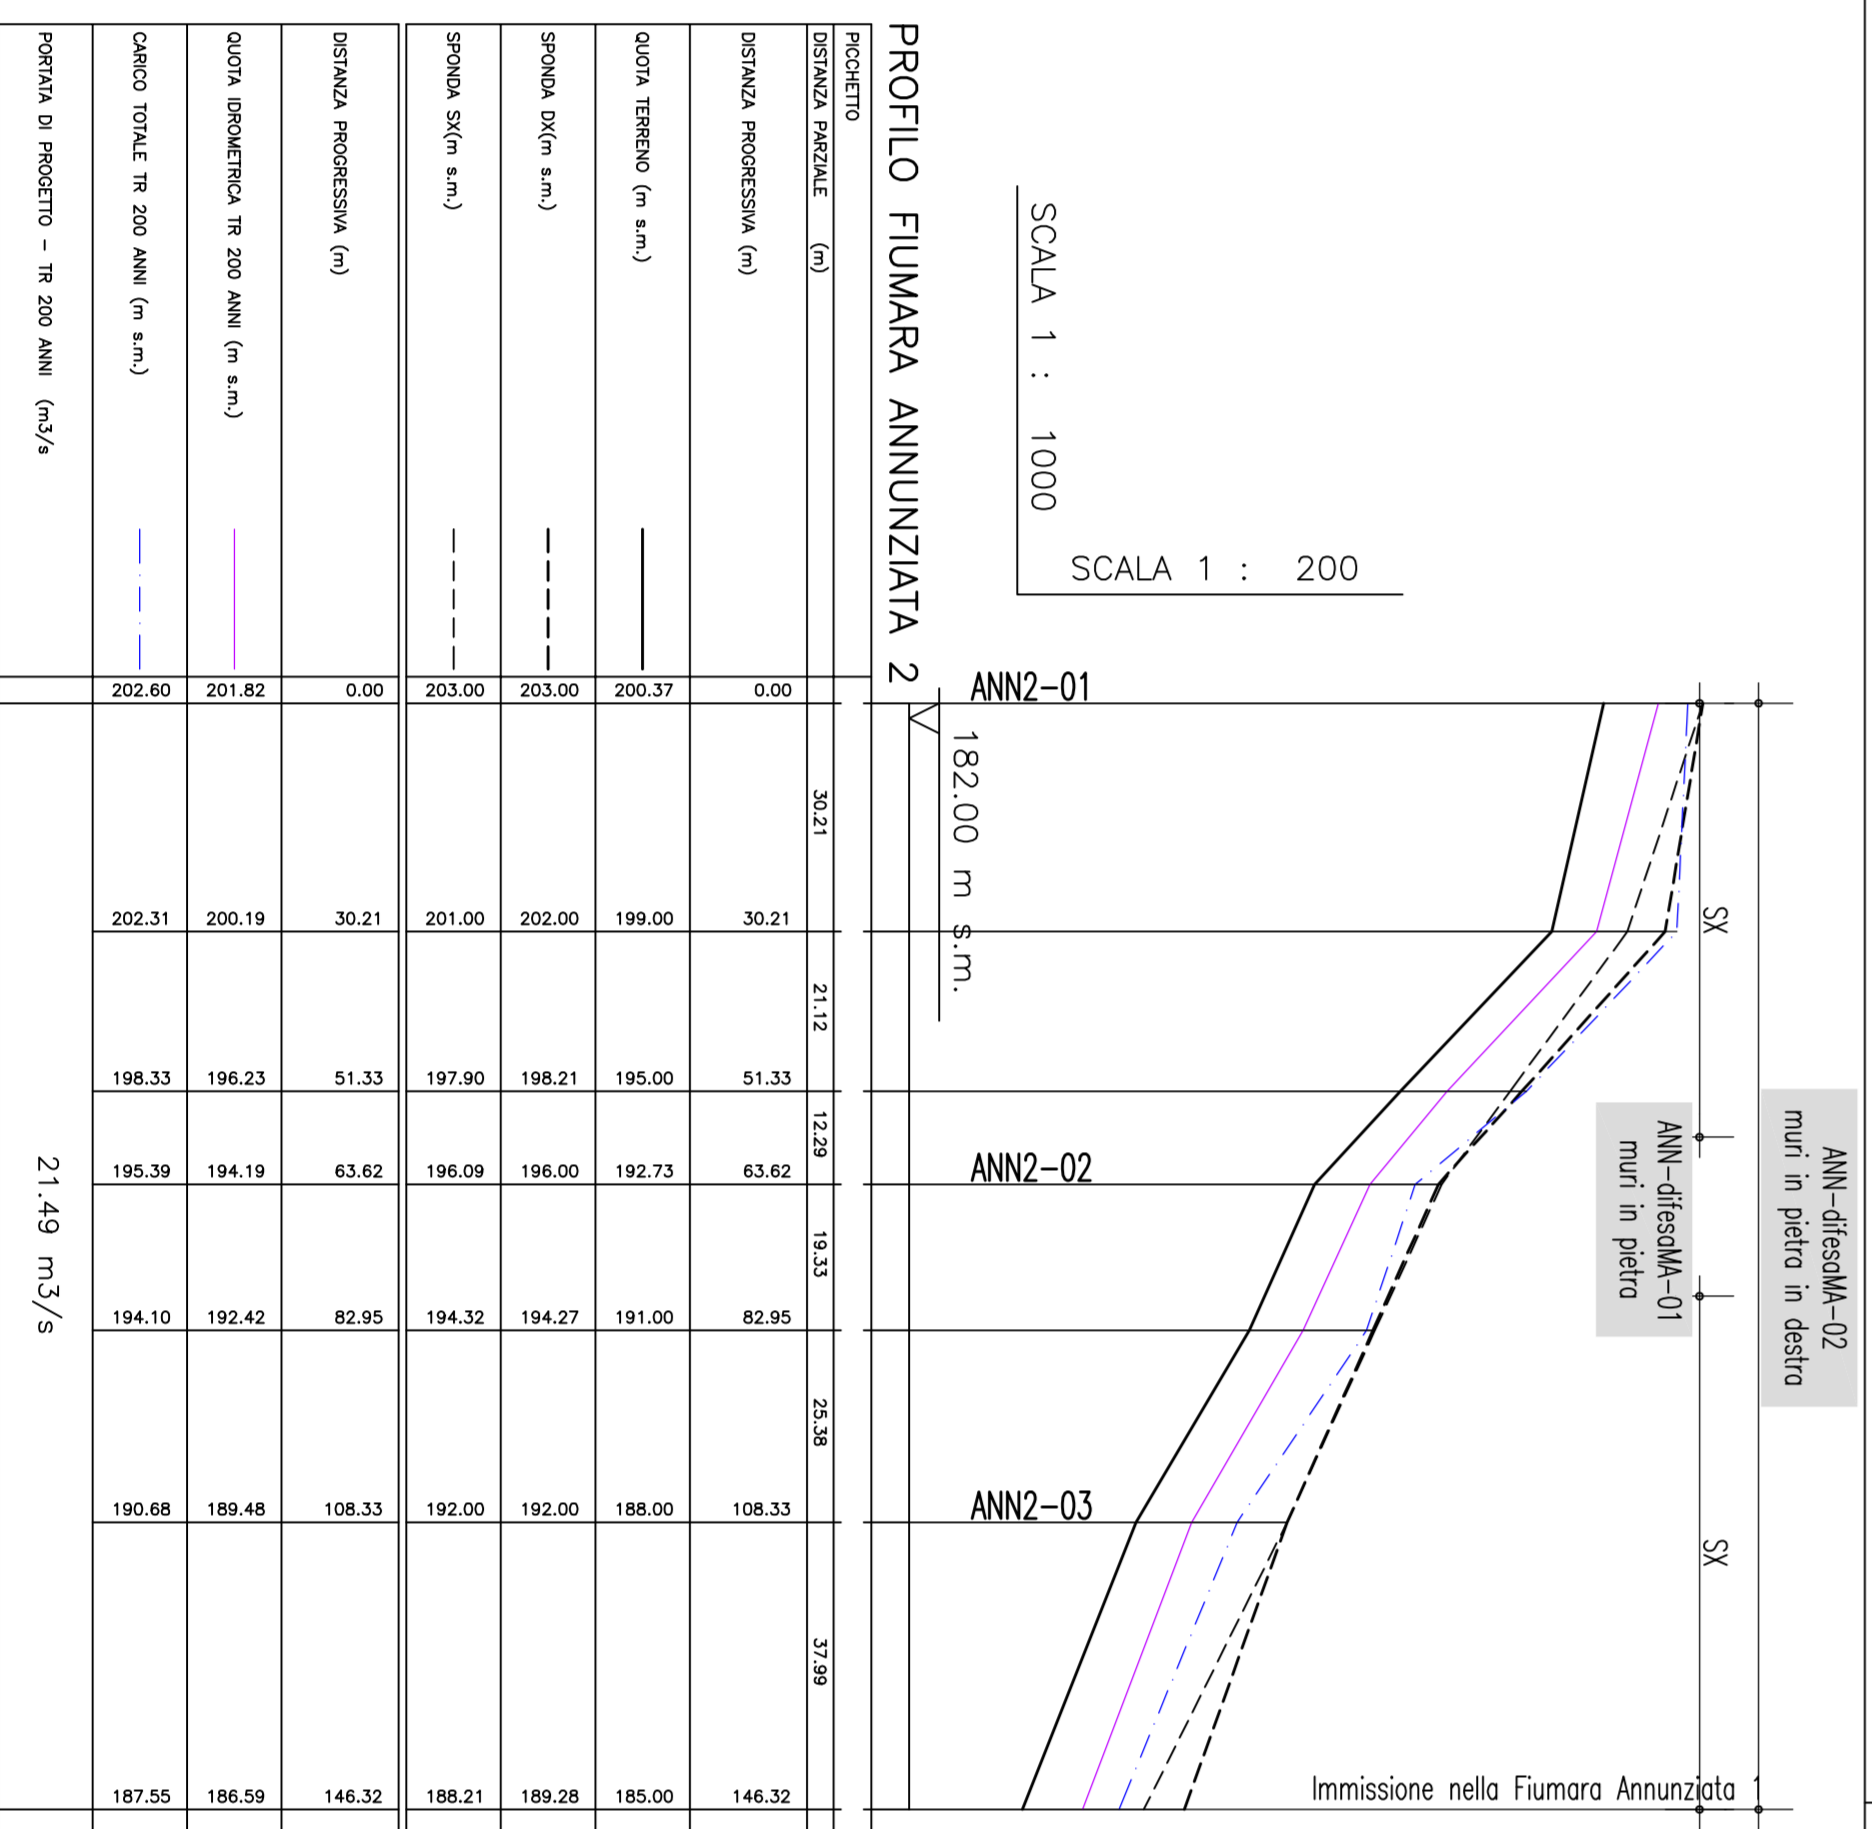 ANN-difesaMA-02
muri in pietra in destra
ANN-difesaMA-01
muri in pietra
SX
SX
SCALA 1 : 1000
SCALA 1 : 200
Immissione nella Fiumara Annunziata 1
ANN2-01
ANN2-02
ANN2-03
182.00 m s.m.
PROFILO FIUMARA ANNUNZIATA 2
PICCHETTO
DISTANZA PARZIALE (m) 30.21 21.12 12.29 19.33 25.38 37.99
DISTANZA PROGRESSIVA (m) 0.00 30.21 51.33 63.62 82.95 108.33 146.32
QUOTA TERRENO (m s.m.) 200.37 199.00 195.00 192.73 191.00 188.00 185.00
SPONDA DX(m s.m.) 203.00 202.00 198.21 196.00 194.27 192.00 189.28
SPONDA SX(m s.m.) 203.00 201.00 197.90 196.09 194.32 192.00 188.21
DISTANZA PROGRESSIVA (m) 0.00 30.21 51.33 63.62 82.95 108.33 146.32
QUOTA IDROMETRICA TR 200 ANNI (m s.m.) 201.82 200.19 196.23 194.19 192.42 189.48 186.59
CARICO TOTALE TR 200 ANNI (m s.m.) 202.60 202.31 198.33 195.39 194.10 190.68 187.55
PORTATA DI PROGETTO - TR 200 ANNI (m3/s 21.49 m3/s